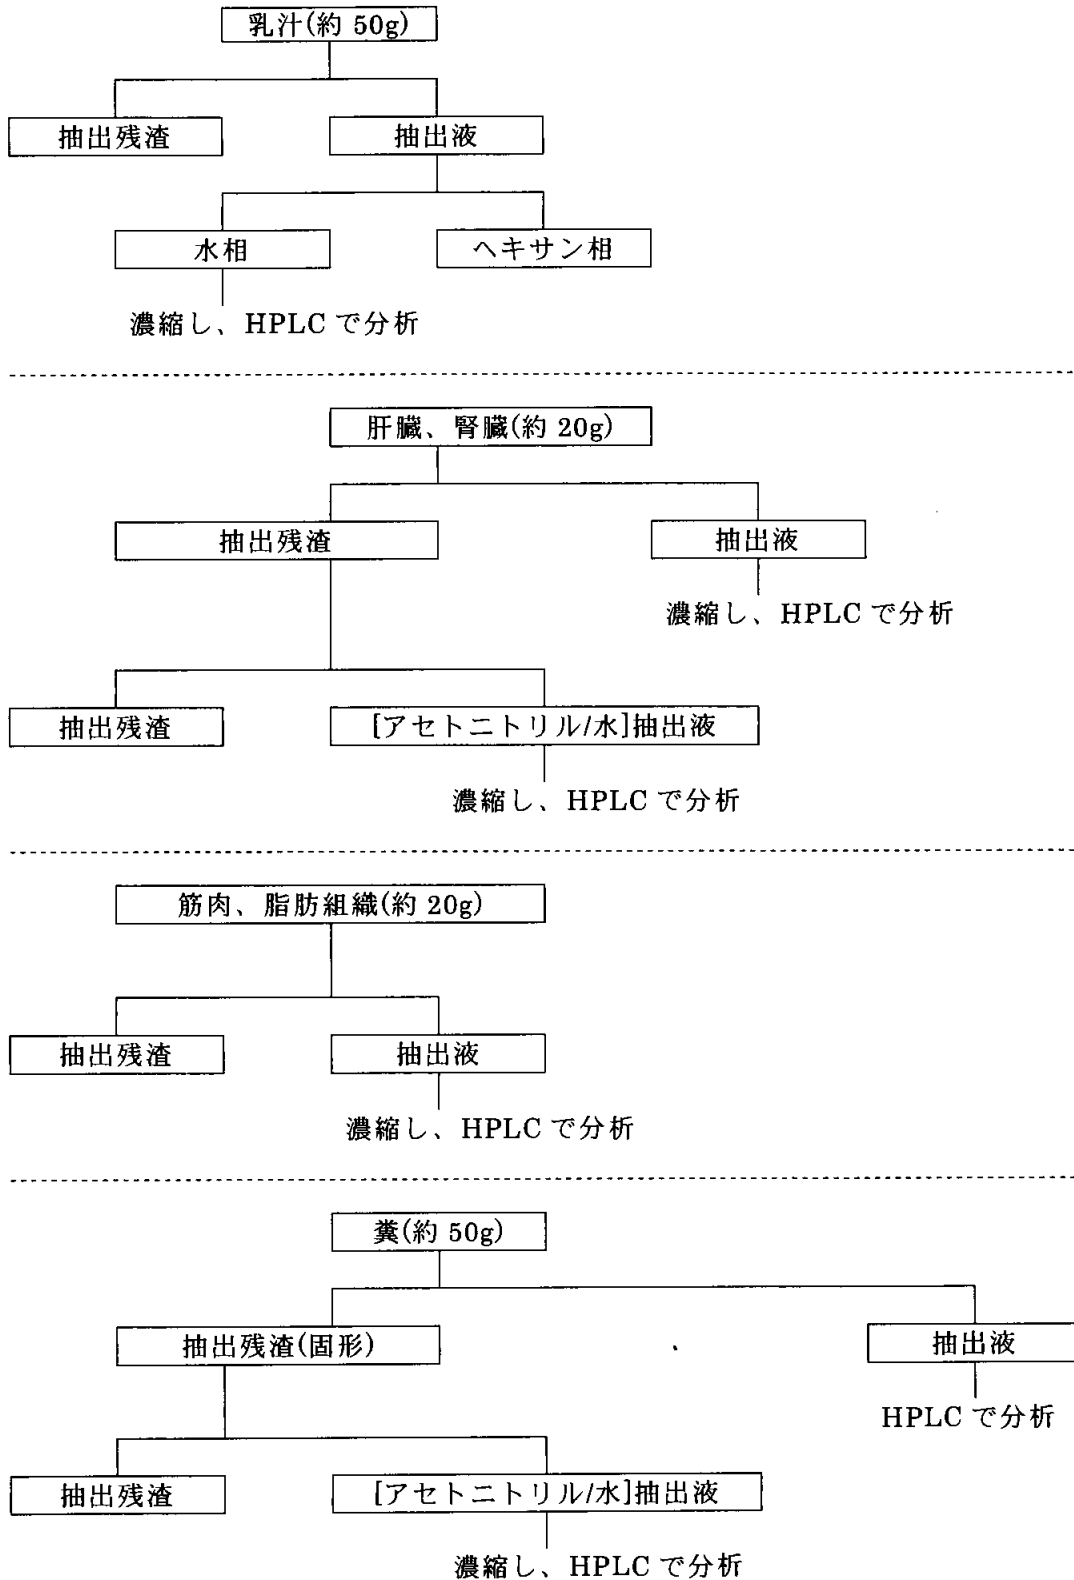 乳汁(約 50g)
抽出残渣
抽出液
水相
ヘキサン相
濃縮し、HPLC で分析
肝臓、腎臓(約 20g)
抽出残渣
抽出液
濃縮し、HPLC で分析
抽出残渣
[アセトニトリル/水]抽出液
濃縮し、HPLC で分析
筋肉、脂肪組織(約 20g)
抽出残渣
抽出液
濃縮し、HPLC で分析
糞(約 50g)
抽出残渣(固形)
抽出液
HPLC で分析
抽出残渣
[アセトニトリル/水]抽出液
濃縮し、HPLC で分析